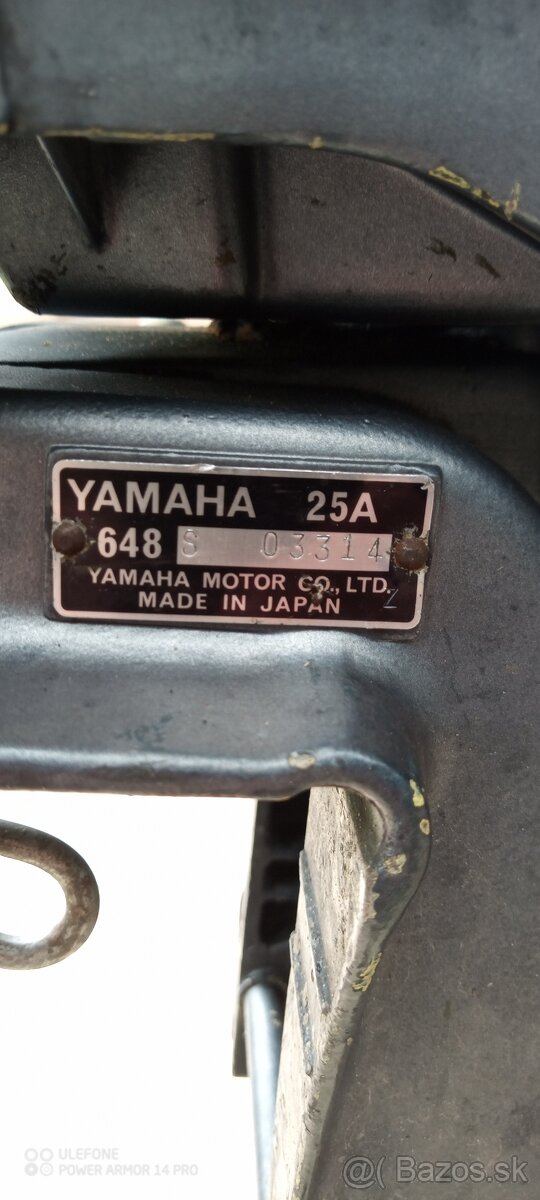 YAMAHA 25A
648 S 03314
YAMAHA MOTOR CO., LTD.
MADE IN JAPAN Z
ULEFONE
POWER ARMOR 14 PRO
@ Bazos.sk